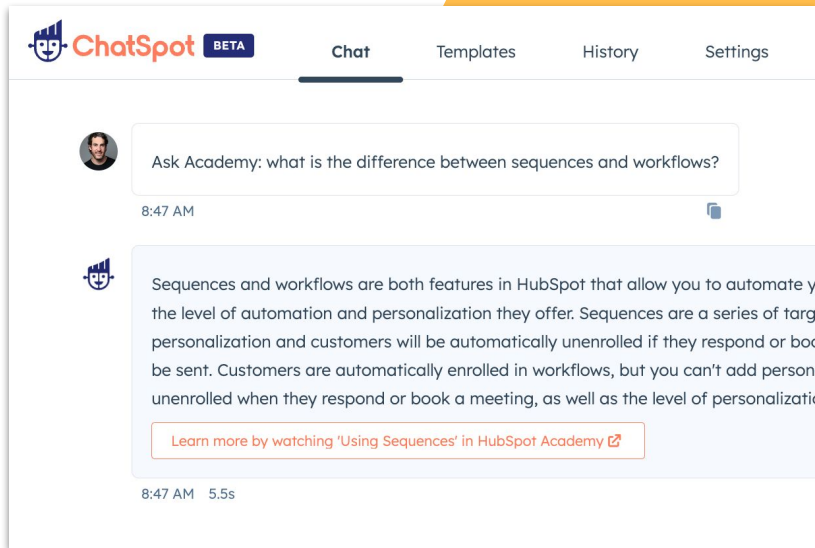 ChatSpot BETA
Chat Templates History Settings
Ask Academy: what is the difference between sequences and workflows?
8:47 AM
Sequences and workflows are both features in HubSpot that allow you to automate
the level of automation and personalization they offer. Sequences are a series of
personalization and customers will be automatically unenrolled if they respond or
be sent. Customers are automatically enrolled in workflows, but you can't add
unenrolled when they respond or book a meeting, as well as the level of
Learn more by watching 'Using Sequences' in HubSpot Academy
8:47 AM 5.5s